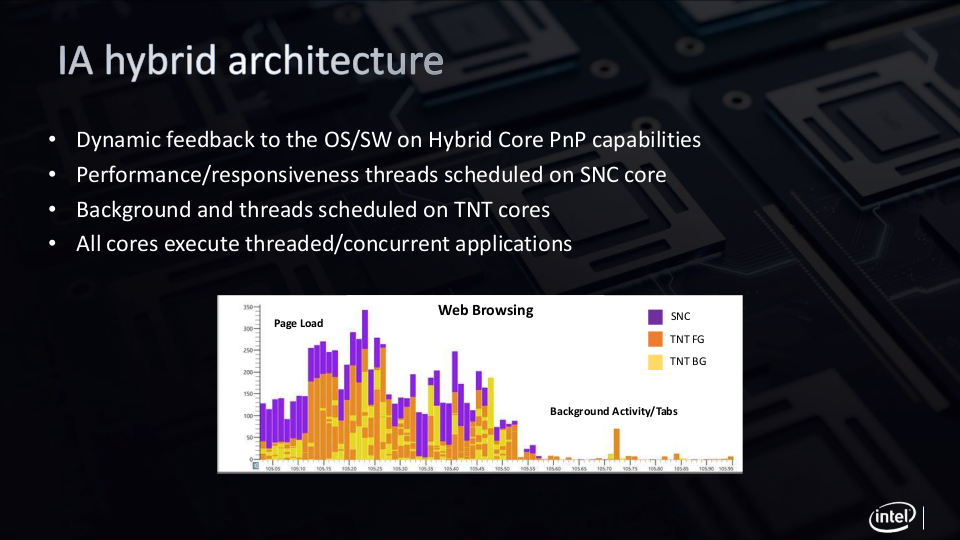 IA hybrid architecture
• Dynamic feedback to the OS/SW on Hybrid Core PnP capabilities
• Performance/responsiveness threads scheduled on SNC core
• Background and threads scheduled on TNT cores
• All cores execute threaded/concurrent applications
Web Browsing
Page Load
SNC
TNT FG
TNT BG
Background Activity/Tabs
350
300
250
200
150
100
50
0
105.05 105.10 105.15 105.20 105.25 105.30 105.35 105.40 105.45 105.50 105.55 105.60 105.65 105.70 105.75 105.80 105.85 105.90 105.95
intel